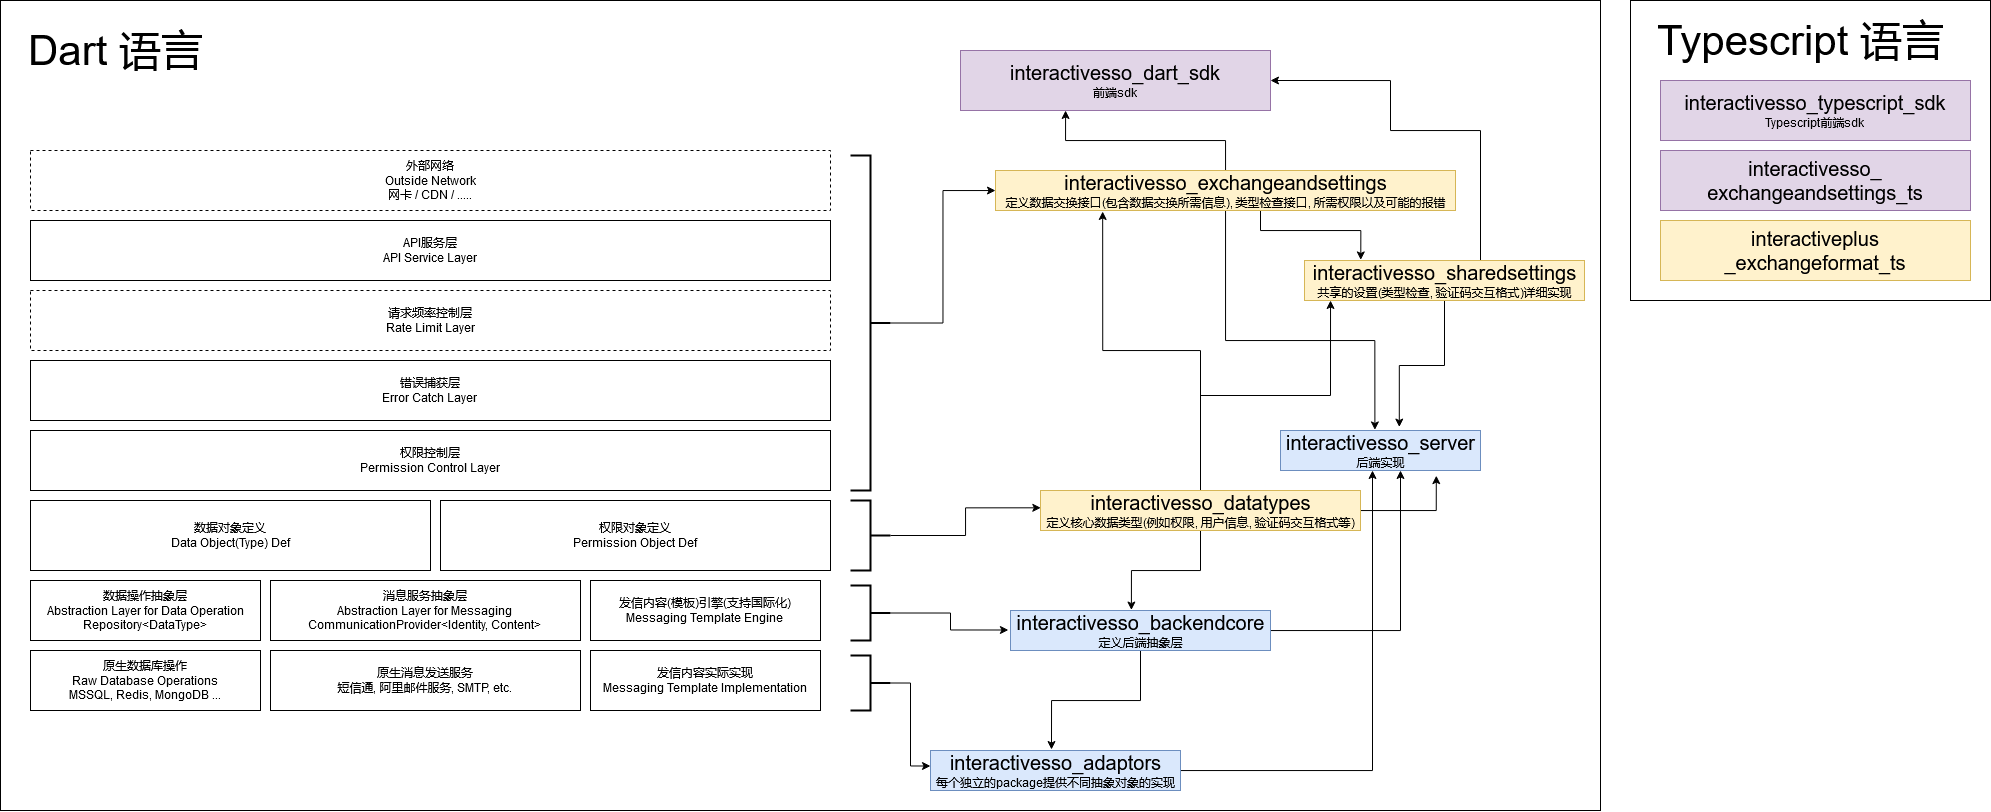 Dart 语言
外部网络
Outside Network
网卡 / CDN / .....
API服务层
API Service Layer
请求频率控制层
Rate Limit Layer
错误捕获层
Error Catch Layer
权限控制层
Permission Control Layer
数据对象定义
Data Object(Type) Def
权限对象定义
Permission Object Def
数据操作抽象层
Abstraction Layer for Data Operation
Repository<DataType>
消息服务抽象层
Abstraction Layer for Messaging
CommunicationProvider<Identity, Content>
发信内容(模板)引擎(支持国际化)
Messaging Template Engine
原生数据库操作
Raw Database Operations
MSSQL, Redis, MongoDB ...
原生消息发送服务
短信通, 阿里邮件服务, SMTP, etc.
发信内容实际实现
Messaging Template Implementation
interactivesso_dart_sdk
前端sdk
interactivesso_exchangeandsettings
定义数据交换接口(包含数据交换所需信息), 类型检查接口, 所需权限以及可能的报错
interactivesso_sharedsettings
共享的设置(类型检查, 验证码交互格式)详细实现
interactivesso_server
后端实现
interactivesso_datatypes
定义核心数据类型(例如权限, 用户信息, 验证码交互格式等)
interactivesso_backendcore
定义后端抽象层
interactivesso_adaptors
每个独立的package提供不同抽象对象的实现
Typescript 语言
interactivesso_typescript_sdk
Typescript前端sdk
interactivesso_
exchangeandsettings_ts
interactiveplus
_exchangeformat_ts